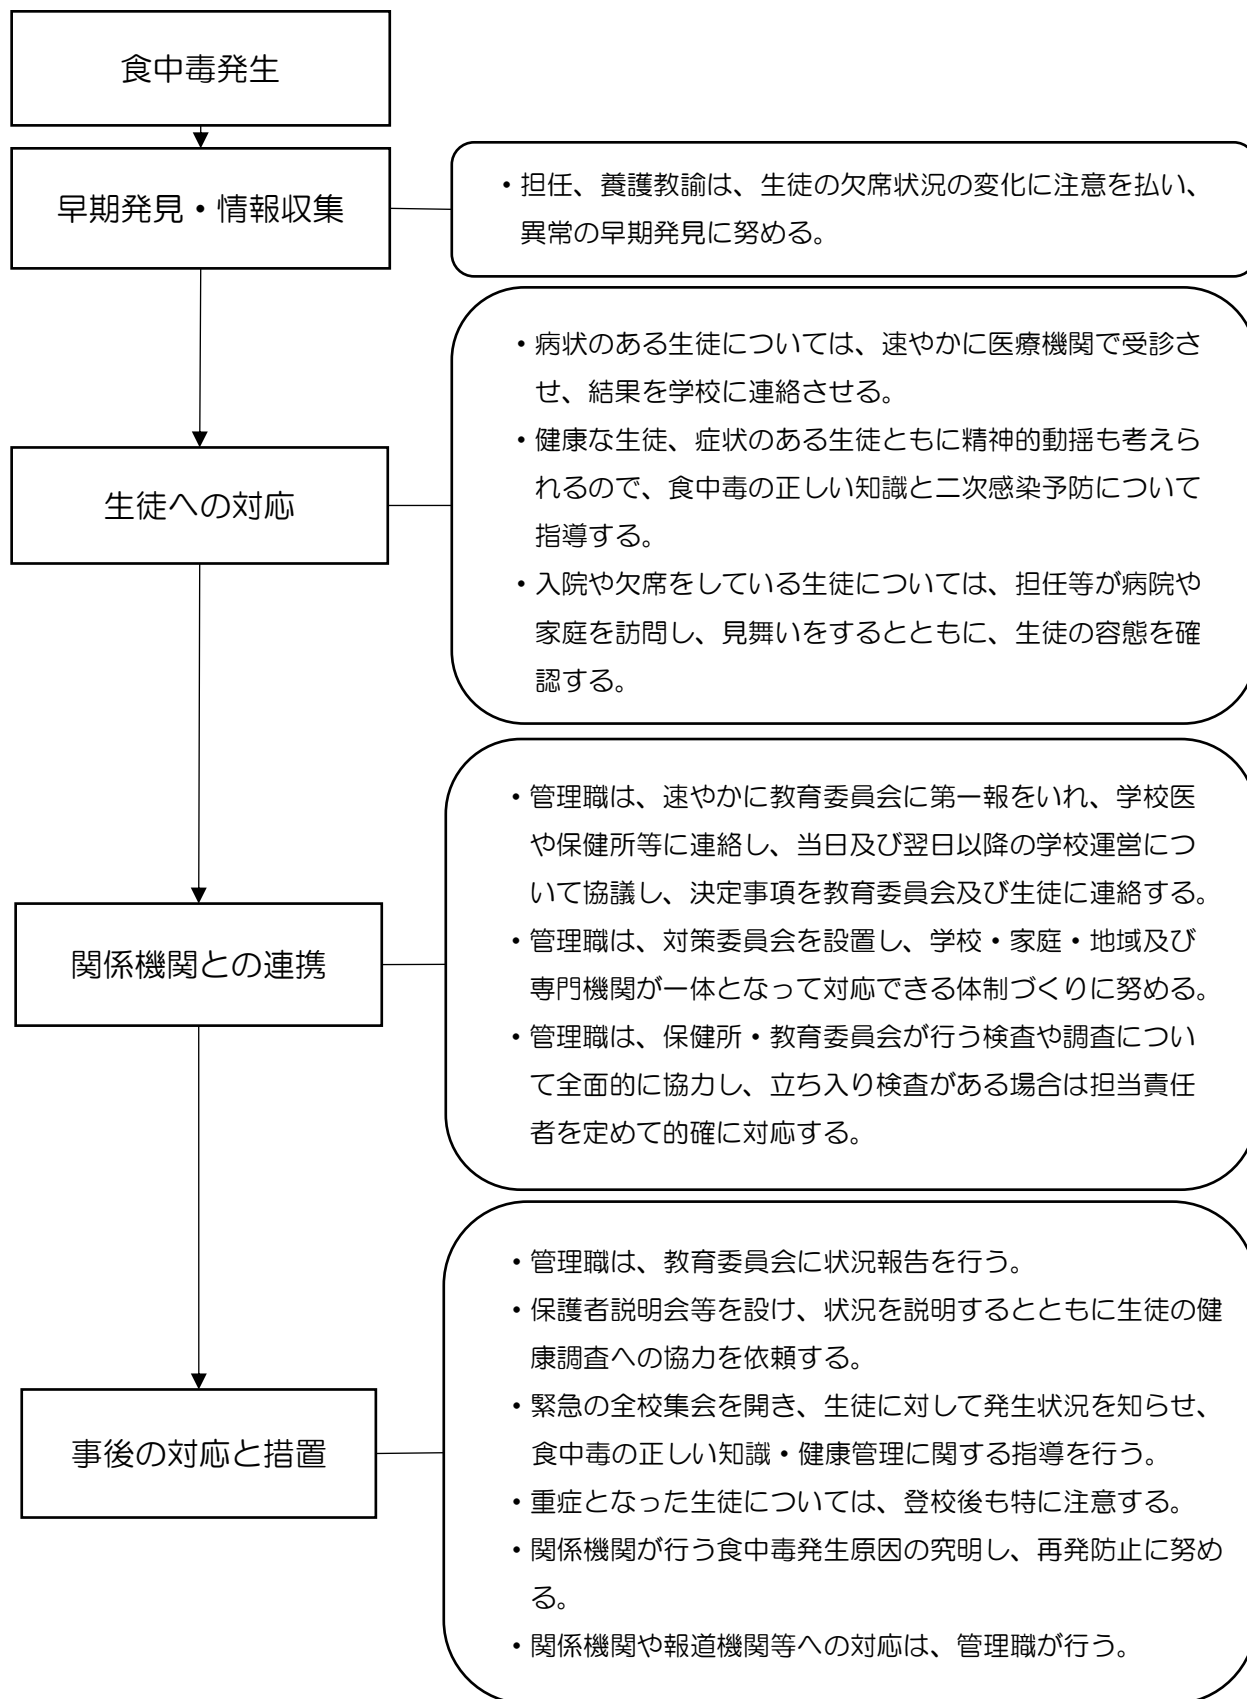 食中毒発生
早期発見・情報収集
・担任、養護教諭は、生徒の欠席状況の変化に注意を払い、
異常の早期発見に努める。
・病状のある生徒については、速やかに医療機関で受診さ
せ、結果を学校に連絡させる。
・健康な生徒、症状のある生徒ともに精神的動揺も考えら
れるので、食中毒の正しい知識と二次感染予防について
指導する。
・入院や欠席をしている生徒については、担任等が病院や
家庭を訪問し、見舞いをするとともに、生徒の容態を確
認する。
生徒への対応
・管理職は、速やかに教育委員会に第一報をいれ、学校医
や保健所等に連絡し、当日及び翌日以降の学校運営につ
いて協議し、決定事項を教育委員会及び生徒に連絡する。
・管理職は、対策委員会を設置し、学校・家庭・地域及び
専門機関が一体となって対応できる体制づくりに努める。
・管理職は、保健所・教育委員会が行う検査や調査につい
て全面的に協力し、立ち入り検査がある場合は担当責任
者を定めて的確に対応する。
関係機関との連携
・管理職は、教育委員会に状況報告を行う。
・保護者説明会等を設け、状況を説明するとともに生徒の健
康調査への協力を依頼する。
・緊急の全校集会を開き、生徒に対して発生状況を知らせ、
食中毒の正しい知識・健康管理に関する指導を行う。
・重症となった生徒については、登校後も特に注意する。
・関係機関が行う食中毒発生原因の究明し、再発防止に努め
る。
・関係機関や報道機関等への対応は、管理職が行う。
事後の対応と措置